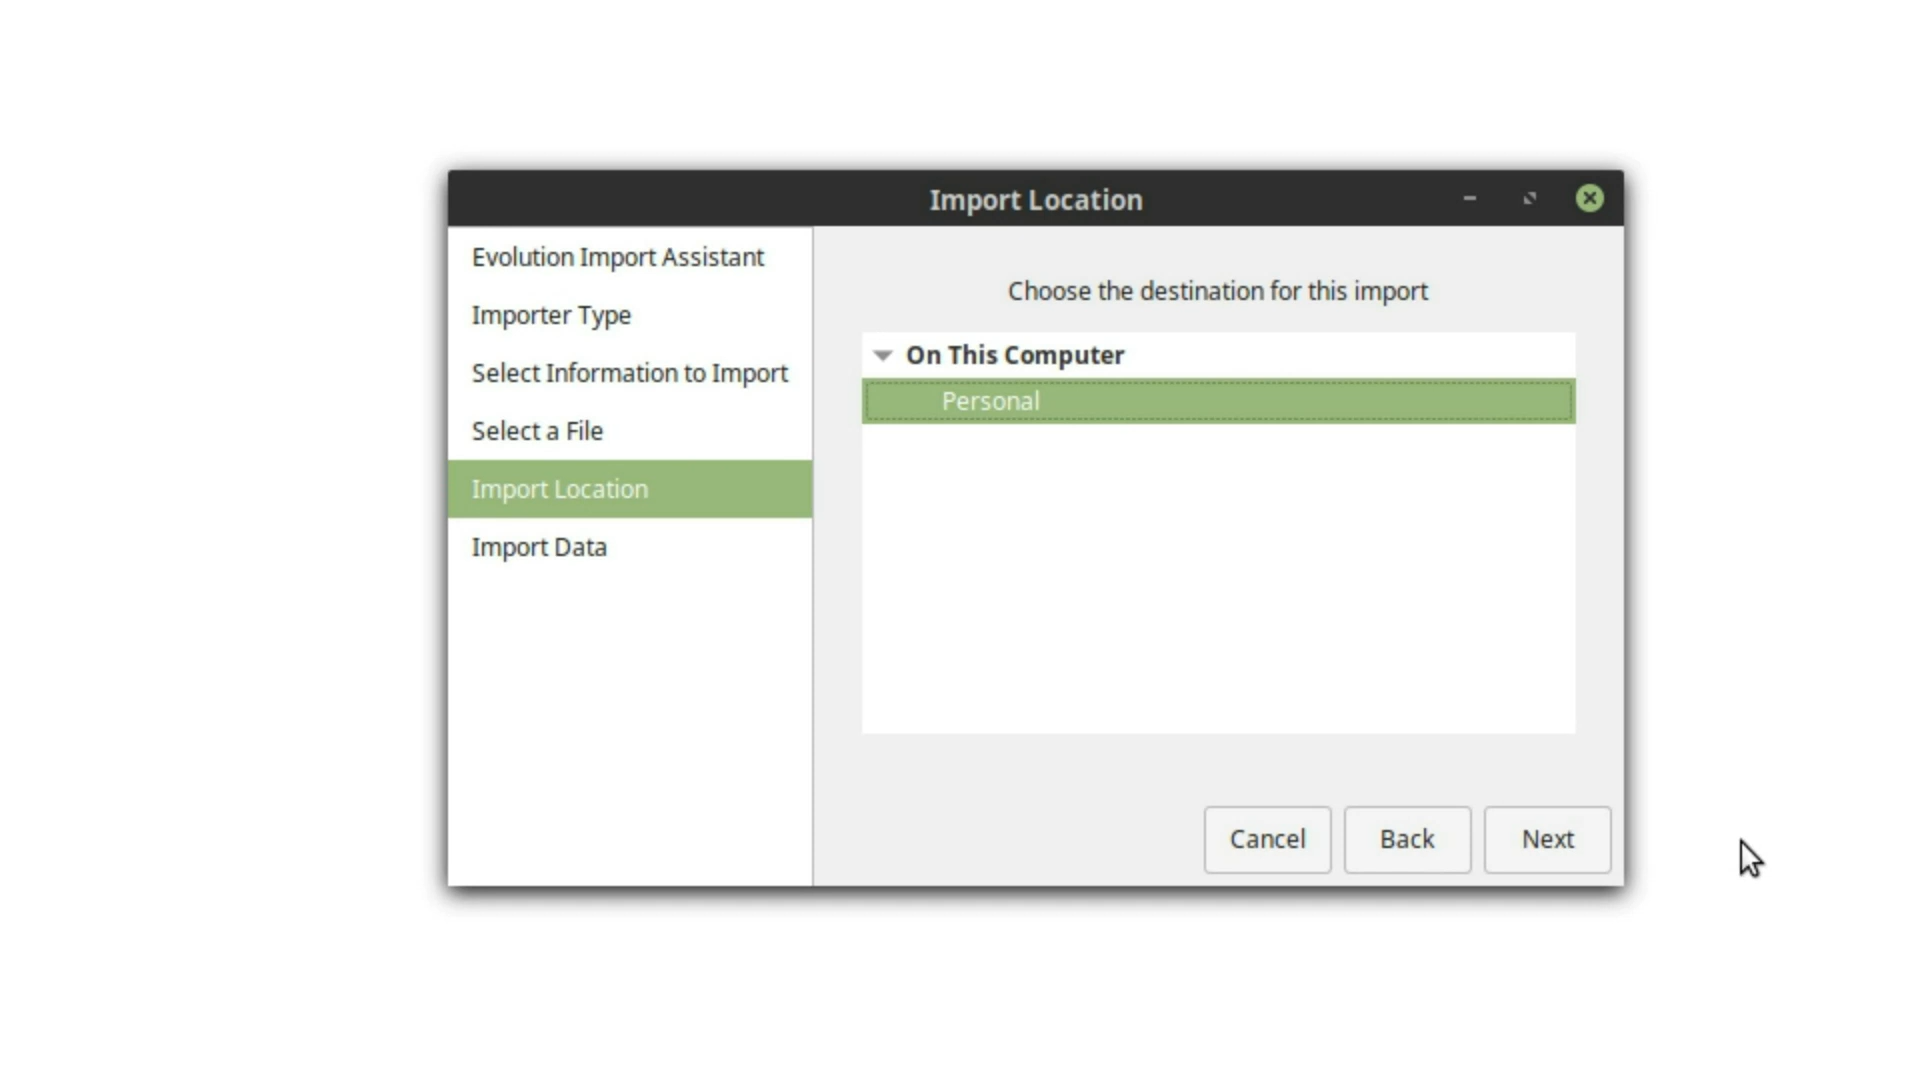 Import Location
Evolution Import Assistant
Importer Type
Select Information to Import
Select a File
Import Location
Import Data
Choose the destination for this import
On This Computer
Personal
Cancel
Back
Next